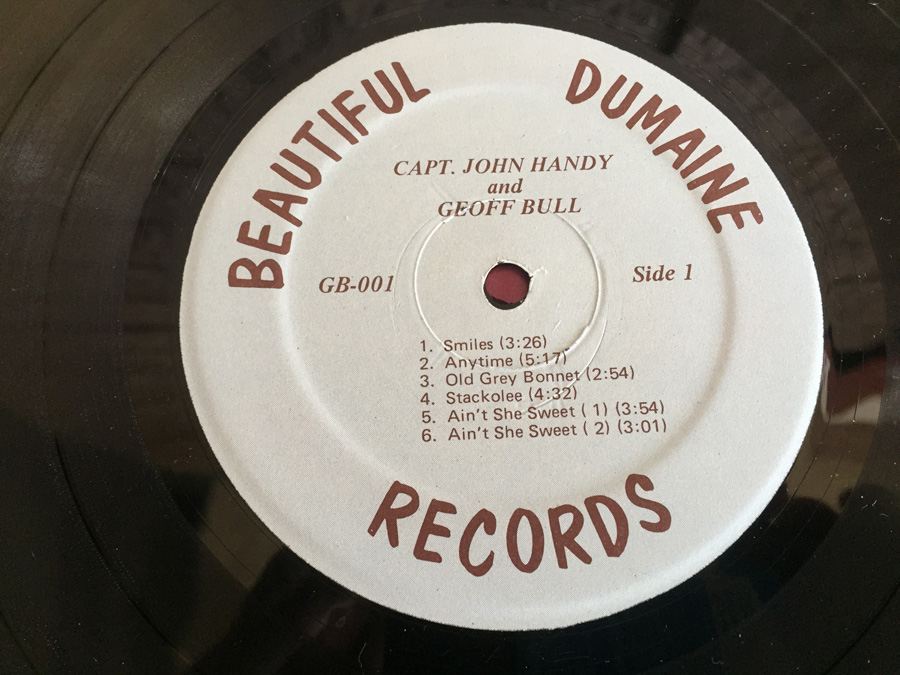 BEAUTIFUL DUMAINE
CAPT. JOHN HANDY
and
GEOFF BULL
GB-001
Side 1
1. Smiles (3:26)
2. Anytime (5:17)
3. Old Grey Bonnet (2:54)
4. Stackolee (4:32)
5. Ain't She Sweet ( 1) (3:54)
6. Ain't She Sweet ( 2) (3:01)
RECORDS